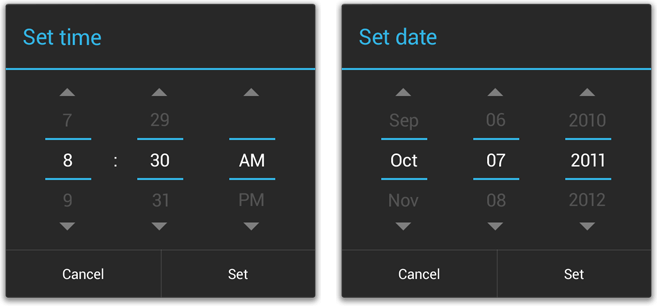 Set time
7 29
8 : 30 AM
9 31 PM
Cancel Set
Set date
Sep 06 2010
Oct 07 2011
Nov 08 2012
Cancel Set